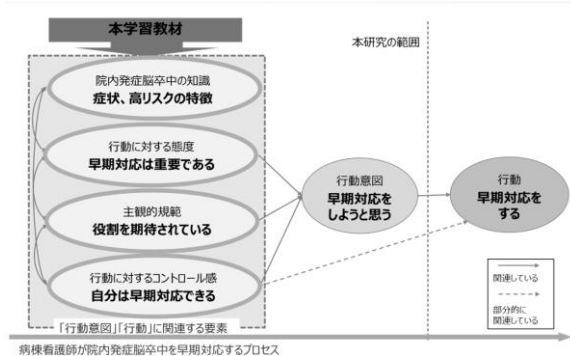 本学習教材
本研究の範囲
院内発症脳卒中の知識
症状、高リスクの特徴
行動に対する態度
早期対応は重要である
主観的規範
役割を期待されている
行動に対するコントロール感
自分は早期対応できる
「行動意図」「行動」に関連する要素
行動意図
早期対応を
しようと思う
行動
早期対応を
する
関連している
部分的に
関連している
病棟看護師が院内発症脳卒中を早期対応するプロセス